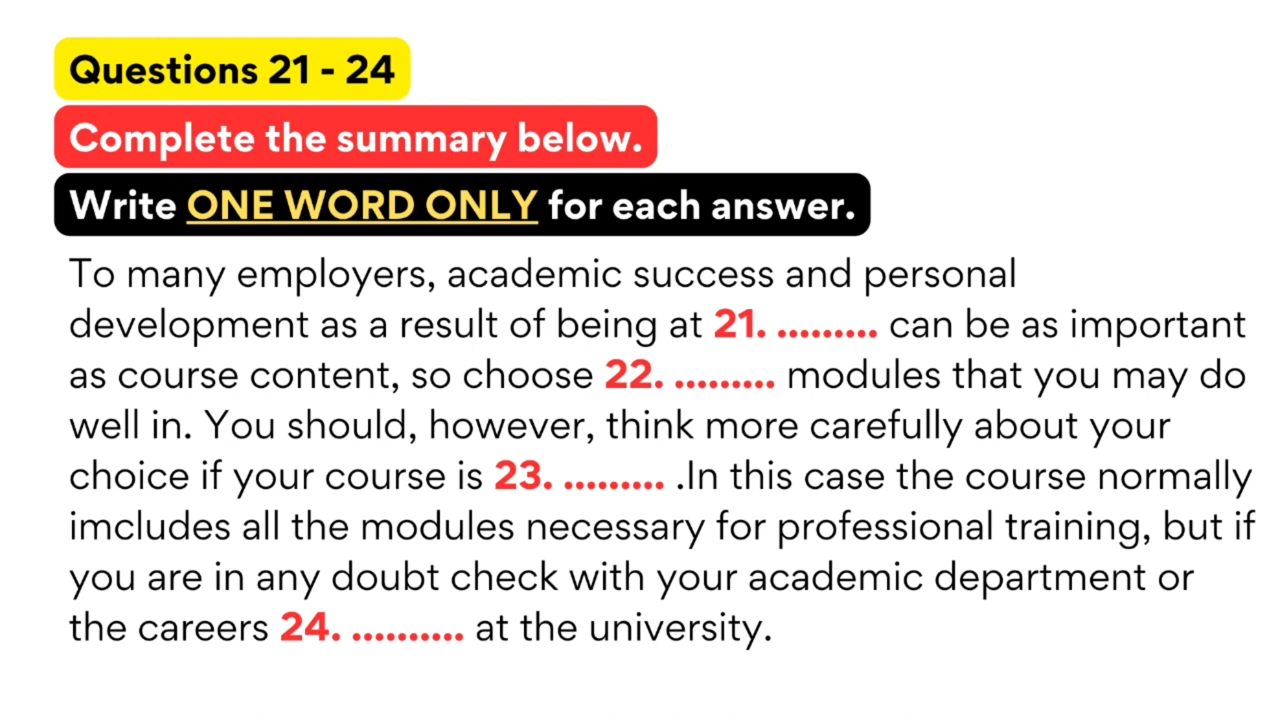 Questions 21 - 24
Complete the summary below.
Write ONE WORD ONLY for each answer.
To many employers, academic success and personal
development as a result of being at 21. ......... can be as important
as course content, so choose 22. ......... modules that you may do
well in. You should, however, think more carefully about your
choice if your course is 23. ......... .In this case the course normally
imcludes all the modules necessary for professional training, but if
you are in any doubt check with your academic department or
the careers 24. .......... at the university.